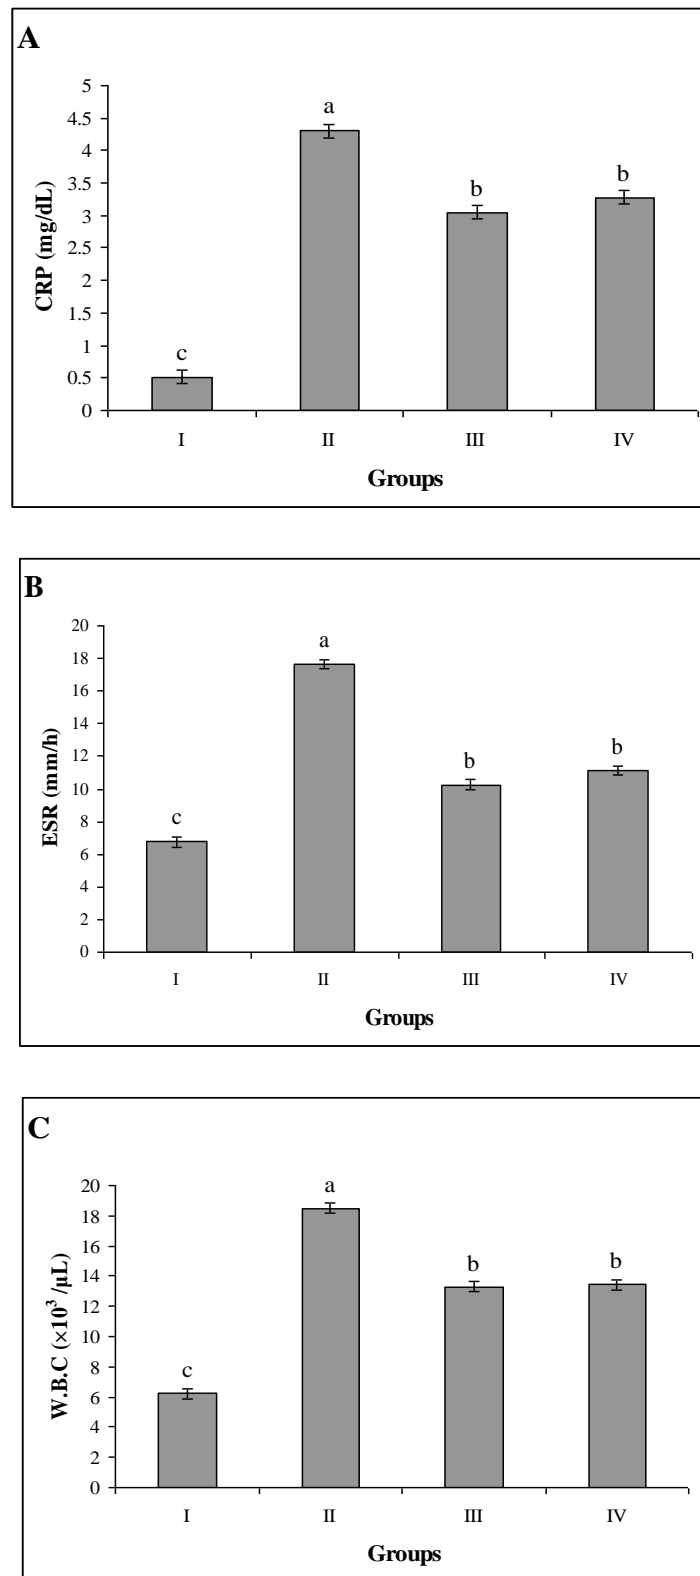 A
5
a
4.5
4
b
b
3.5
3
2.5
CRP (mg/dL)
2
1.5
1
c
0.5
0
I II III IV
Groups
B
20
a
18
16
14
12
b
b
10
ESR (mm/h)
8
c
6
4
2
0
I II III IV
Groups
C
20
a
18
16
b
b
14
12
10
W.B.C (×10³ /µL)
8
c
6
4
2
0
I II III IV
Groups